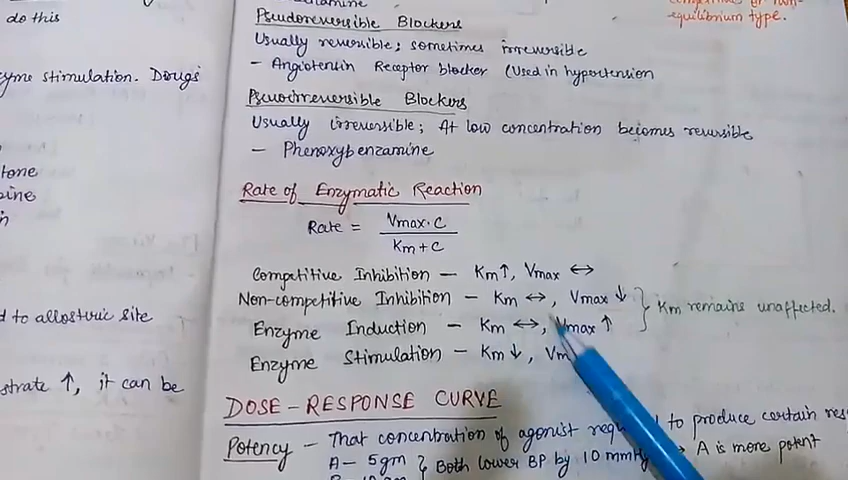 do this
zyme stimulation. Drugs
tone
pine
n
d to allosteric site
strate ↑, it can be
equilibrium type.
Pseudoreversible Blockers
Usually reversible; sometimes irreversible
- Angiotensin Receptor blocker (Used in hypertension
Pseudoirreversible Blockers
Usually irreversible; At low concentration becomes reversible
- Phenoxybenzamine
Rate of Enzymatic Reaction
Rate = Vmax·C
Km+C
Competitive Inhibition - Km↑, Vmax ↔
Non-competitive Inhibition - Km ↔, Vmax ↓ } Km remains unaffected.
Enzyme Induction - Km ↔, Vmax ↑
Enzyme Stimulation - Km ↓, Vm
DOSE-RESPONSE CURVE
Potency - That concentration of agonist requ to produce certain res
A- 5gm } Both lower BP by 10 mmHg → A is more potent